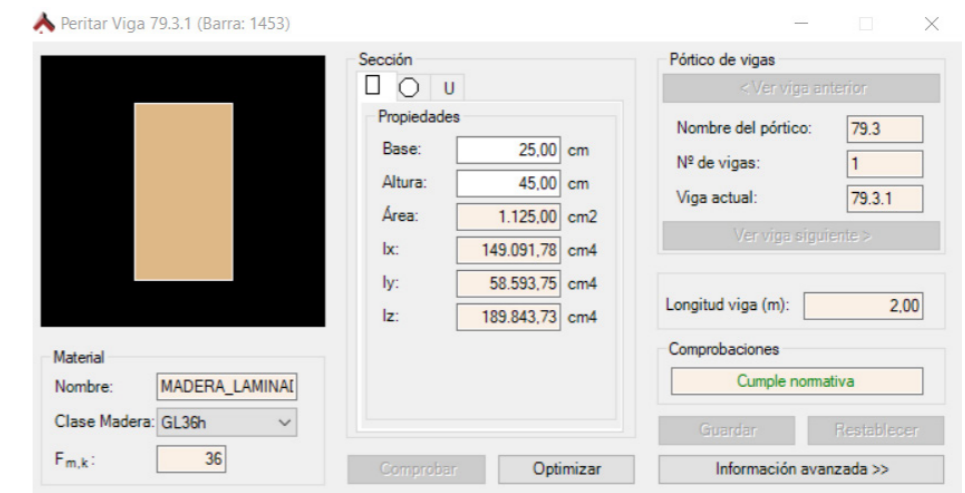 Peritar Viga 79.3.1 (Barra: 1453)
Sección
U
Propiedades
Base: 25,00 cm
Altura: 45,00 cm
Área: 1.125,00 cm2
Ix: 149.091,78 cm4
Iy: 58.593,75 cm4
Iz: 189.843,73 cm4
Material
Nombre: MADERA_LAMINAD
Clase Madera: GL36h
Fm,k: 36
Comprobar
Optimizar
Pórtico de vigas
< Ver viga anterior
Nombre del pórtico: 79.3
Nº de vigas: 1
Viga actual: 79.3.1
Ver viga siguiente >
Longitud viga (m): 2,00
Comprobaciones
Cumple normativa
Guardar
Restablecer
Información avanzada >>